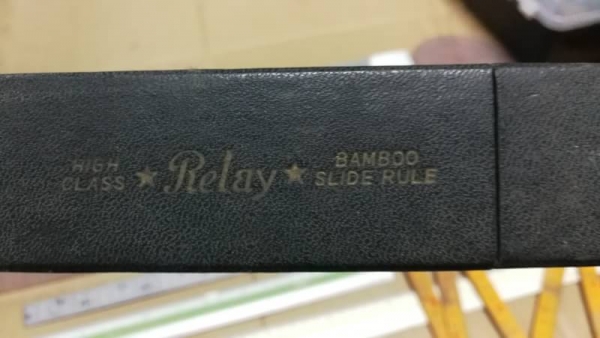 HIGH
CLASS
★ Relay ★
BAMBOO
SLIDE RULE